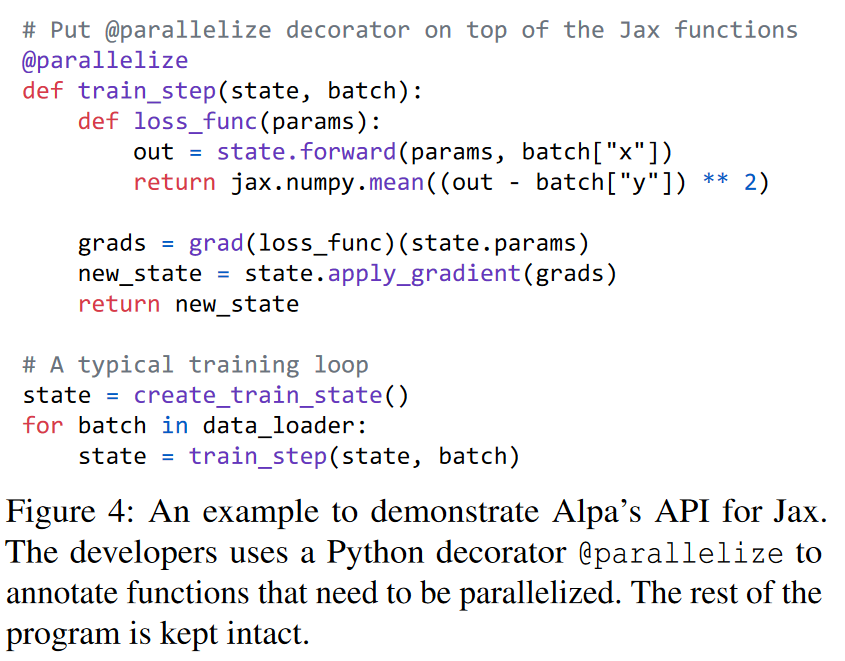 # Put @parallelize decorator on top of the Jax functions
@parallelize
def train_step(state, batch):
    def loss_func(params):
        out = state.forward(params, batch["x"])
        return jax.numpy.mean((out - batch["y"]) ** 2)

    grads = grad(loss_func)(state.params)
    new_state = state.apply_gradient(grads)
    return new_state

# A typical training loop
state = create_train_state()
for batch in data_loader:
    state = train_step(state, batch)
Figure 4: An example to demonstrate Alpa's API for Jax.
The developers uses a Python decorator @parallelize to
annotate functions that need to be parallelized. The rest of the
program is kept intact.